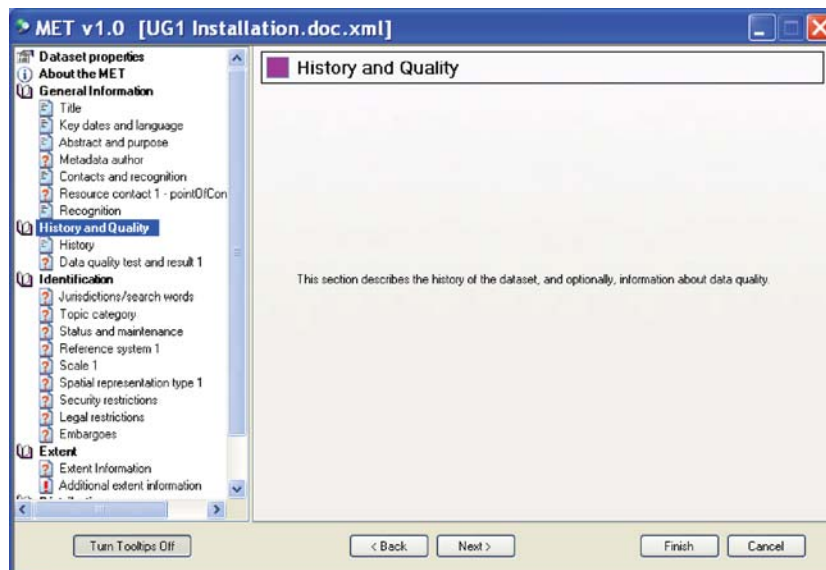 MET v1.0 [UG1 Installation.doc.xml]
Dataset properties
About the MET
General Information
Title
Key dates and language
Abstract and purpose
Metadata author
Contacts and recognition
Resource contact 1 - pointOfCon
Recognition
History and Quality
History
Data quality test and result 1
Identification
Jurisdictions/search words
Topic category
Status and maintenance
Reference system 1
Scale 1
Spatial representation type 1
Security restrictions
Legal restrictions
Embargoes
Extent
Extent Information
Additional extent information
History and Quality
This section describes the history of the dataset, and optionally, information about data quality.
Turn Tooltips Off
< Back
Next >
Finish
Cancel